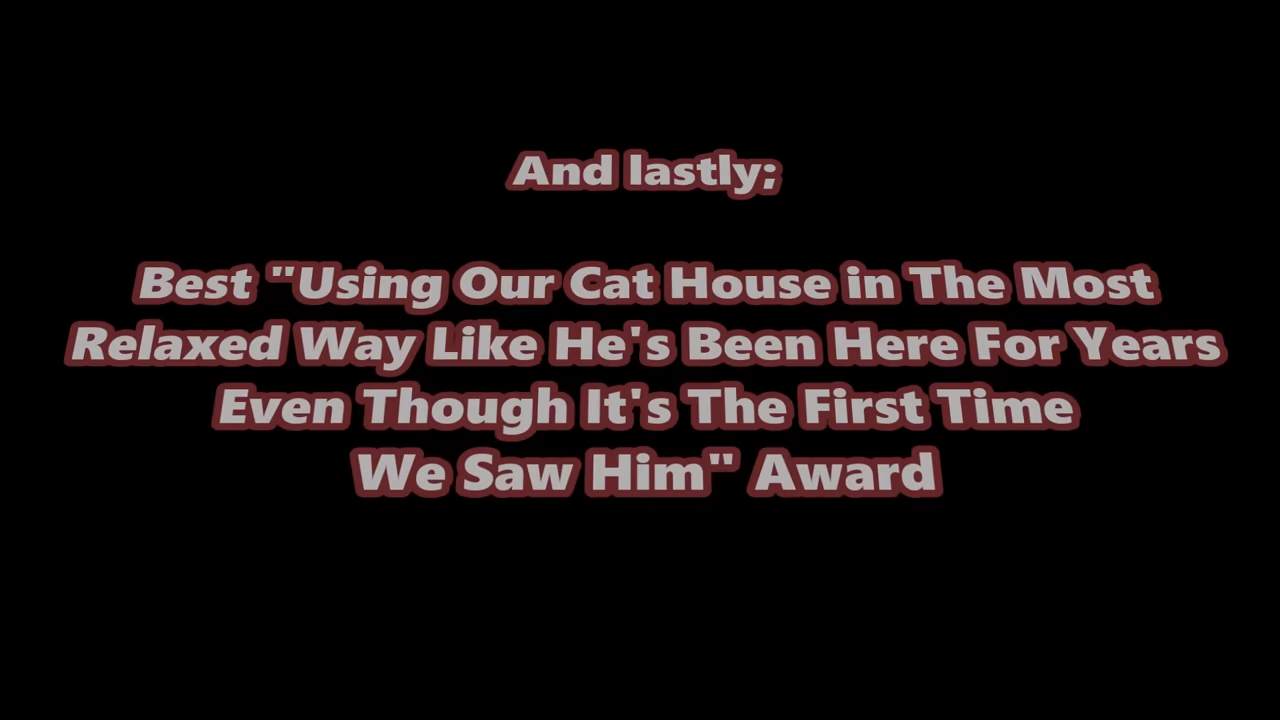 And lastly;
Best "Using Our Cat House in The Most
Relaxed Way Like He's Been Here For Years
Even Though It's The First Time
We Saw Him" Award